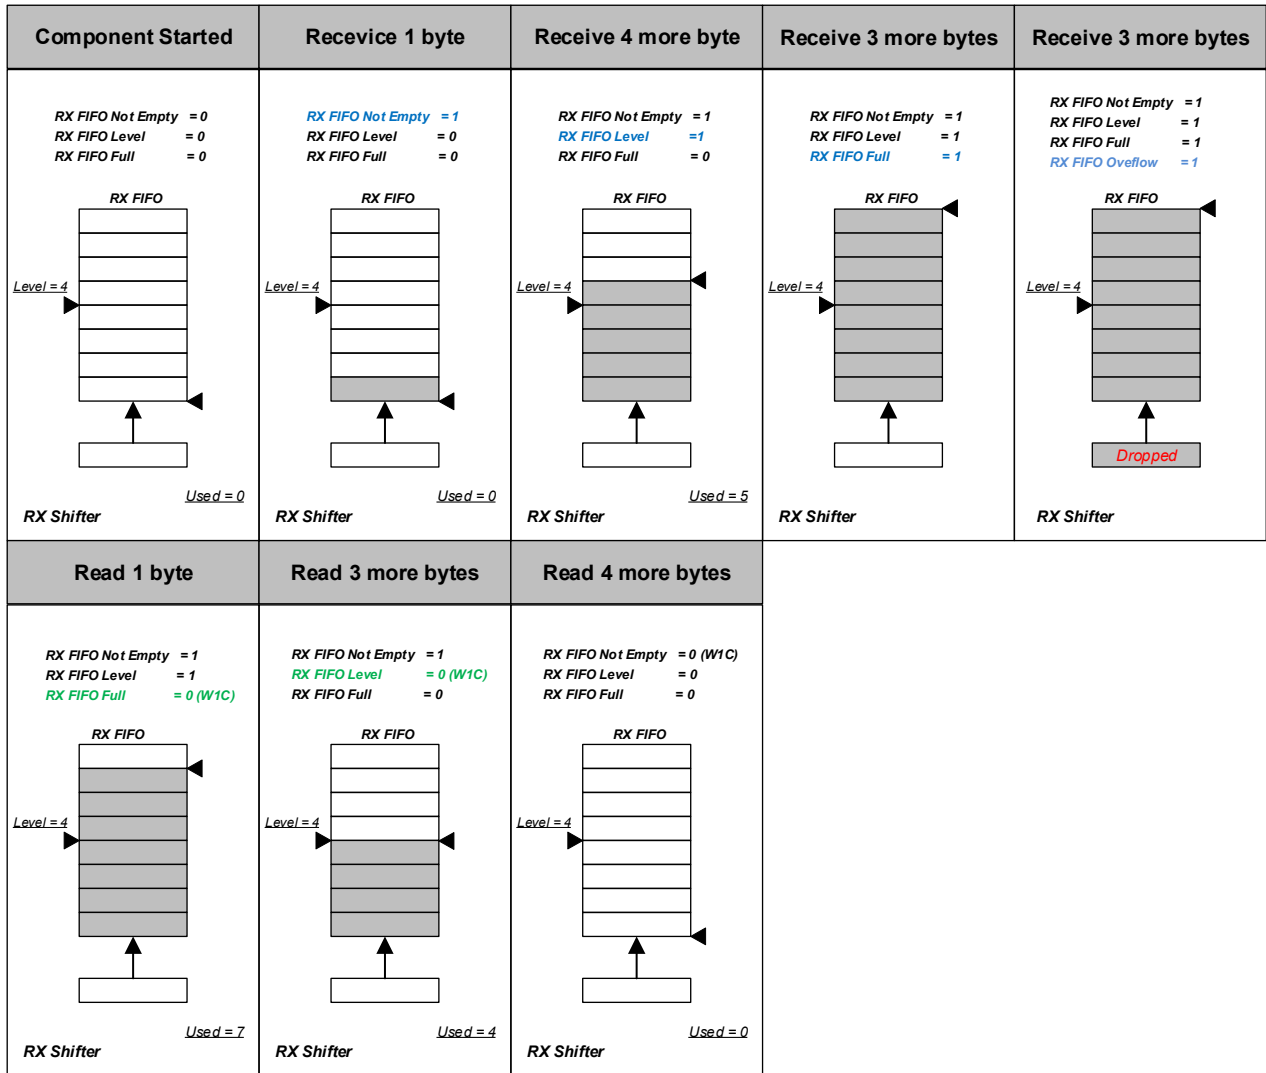 Component Started
Recevice 1 byte
Receive 4 more byte
Receive 3 more bytes
Receive 3 more bytes
RX FIFO Not Empty = 0
RX FIFO Level = 0
RX FIFO Full = 0
RX FIFO
Level = 4
Used = 0
RX Shifter
RX FIFO Not Empty = 1
RX FIFO Level = 0
RX FIFO Full = 0
RX FIFO
Level = 4
Used = 0
RX Shifter
RX FIFO Not Empty = 1
RX FIFO Level =1
RX FIFO Full = 0
RX FIFO
Level = 4
Used = 5
RX Shifter
RX FIFO Not Empty = 1
RX FIFO Level = 1
RX FIFO Full = 1
RX FIFO
Level = 4
RX Shifter
RX FIFO Not Empty = 1
RX FIFO Level = 1
RX FIFO Full = 1
RX FIFO Oveflow = 1
RX FIFO
Level = 4
Dropped
RX Shifter
Read 1 byte
Read 3 more bytes
Read 4 more bytes
RX FIFO Not Empty = 1
RX FIFO Level = 1
RX FIFO Full = 0 (W1C)
RX FIFO
Level = 4
Used = 7
RX Shifter
RX FIFO Not Empty = 1
RX FIFO Level = 0 (W1C)
RX FIFO Full = 0
RX FIFO
Level = 4
Used = 4
RX Shifter
RX FIFO Not Empty = 0 (W1C)
RX FIFO Level = 0
RX FIFO Full = 0
RX FIFO
Level = 4
Used = 0
RX Shifter